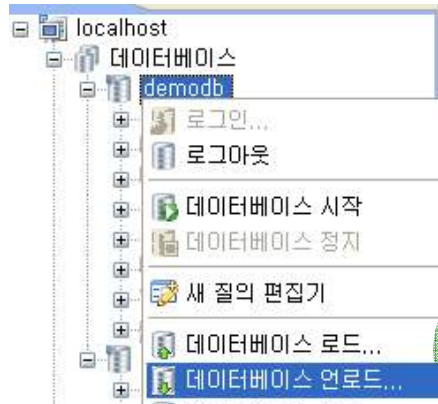 localhost
데이터베이스
demodb
로그인...
로그아웃
데이터베이스 시작
데이터베이스 정지
새 질의 편집기
데이터베이스 로드...
데이터베이스 언로드...